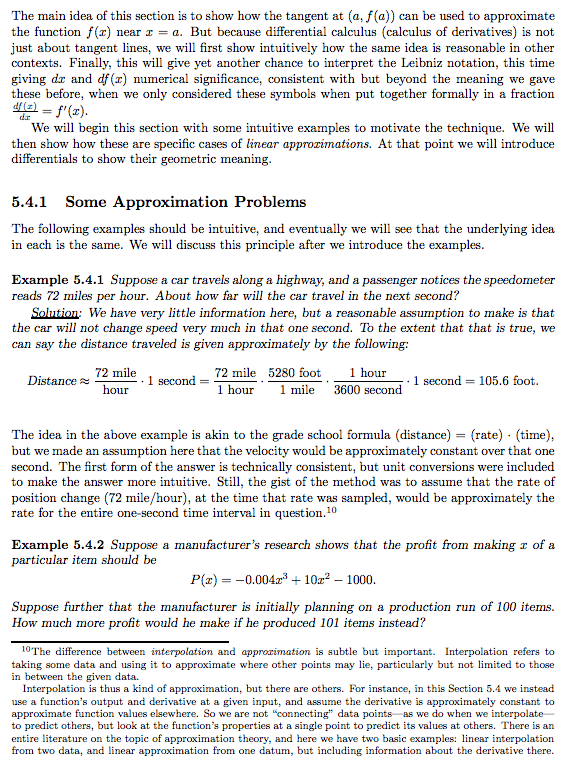 The main idea of this section is to show how the tangent at (a, f(a)) can be used to approximate
the function f(x) near x = a. But because differential calculus (calculus of derivatives) is not
just about tangent lines, we will first show intuitively how the same idea is reasonable in other
contexts. Finally, this will give yet another chance to interpret the Leibniz notation, this time
giving dx and df(x) numerical significance, consistent with but beyond the meaning we gave
these before, when we only considered these symbols when put together formally in a fraction
df(x)/dx = f′(x).
We will begin this section with some intuitive examples to motivate the technique. We will
then show how these are specific cases of linear approximations. At that point we will introduce
differentials to show their geometric meaning.
5.4.1 Some Approximation Problems
The following examples should be intuitive, and eventually we will see that the underlying idea
in each is the same. We will discuss this principle after we introduce the examples.
Example 5.4.1 Suppose a car travels along a highway, and a passenger notices the speedometer
reads 72 miles per hour. About how far will the car travel in the next second?
Solution: We have very little information here, but a reasonable assumption to make is that
the car will not change speed very much in that one second. To the extent that that is true, we
can say the distance traveled is given approximately by the following:
Distance ≈ 72 mile/hour · 1 second = 72 mile/1 hour · 5280 foot/1 mile · 1 hour/3600 second · 1 second = 105.6 foot.
The idea in the above example is akin to the grade school formula (distance) = (rate) · (time),
but we made an assumption here that the velocity would be approximately constant over that one
second. The first form of the answer is technically consistent, but unit conversions were included
to make the answer more intuitive. Still, the gist of the method was to assume that the rate of
position change (72 mile/hour), at the time that rate was sampled, would be approximately the
rate for the entire one-second time interval in question.¹⁰
Example 5.4.2 Suppose a manufacturer's research shows that the profit from making x of a
particular item should be
P(x) = −0.004x³ + 10x² − 1000.
Suppose further that the manufacturer is initially planning on a production run of 100 items.
How much more profit would he make if he produced 101 items instead?
¹⁰The difference between interpolation and approximation is subtle but important. Interpolation refers to
taking some data and using it to approximate where other points may lie, particularly but not limited to those
in between the given data.
Interpolation is thus a kind of approximation, but there are others. For instance, in this Section 5.4 we instead
use a function's output and derivative at a given input, and assume the derivative is approximately constant to
approximate function values elsewhere. So we are not "connecting" data points—as we do when we interpolate—
to predict others, but look at the function's properties at a single point to predict its values at others. There is an
entire literature on the topic of approximation theory, and here we have two basic examples: linear interpolation
from two data, and linear approximation from one datum, but including information about the derivative there.